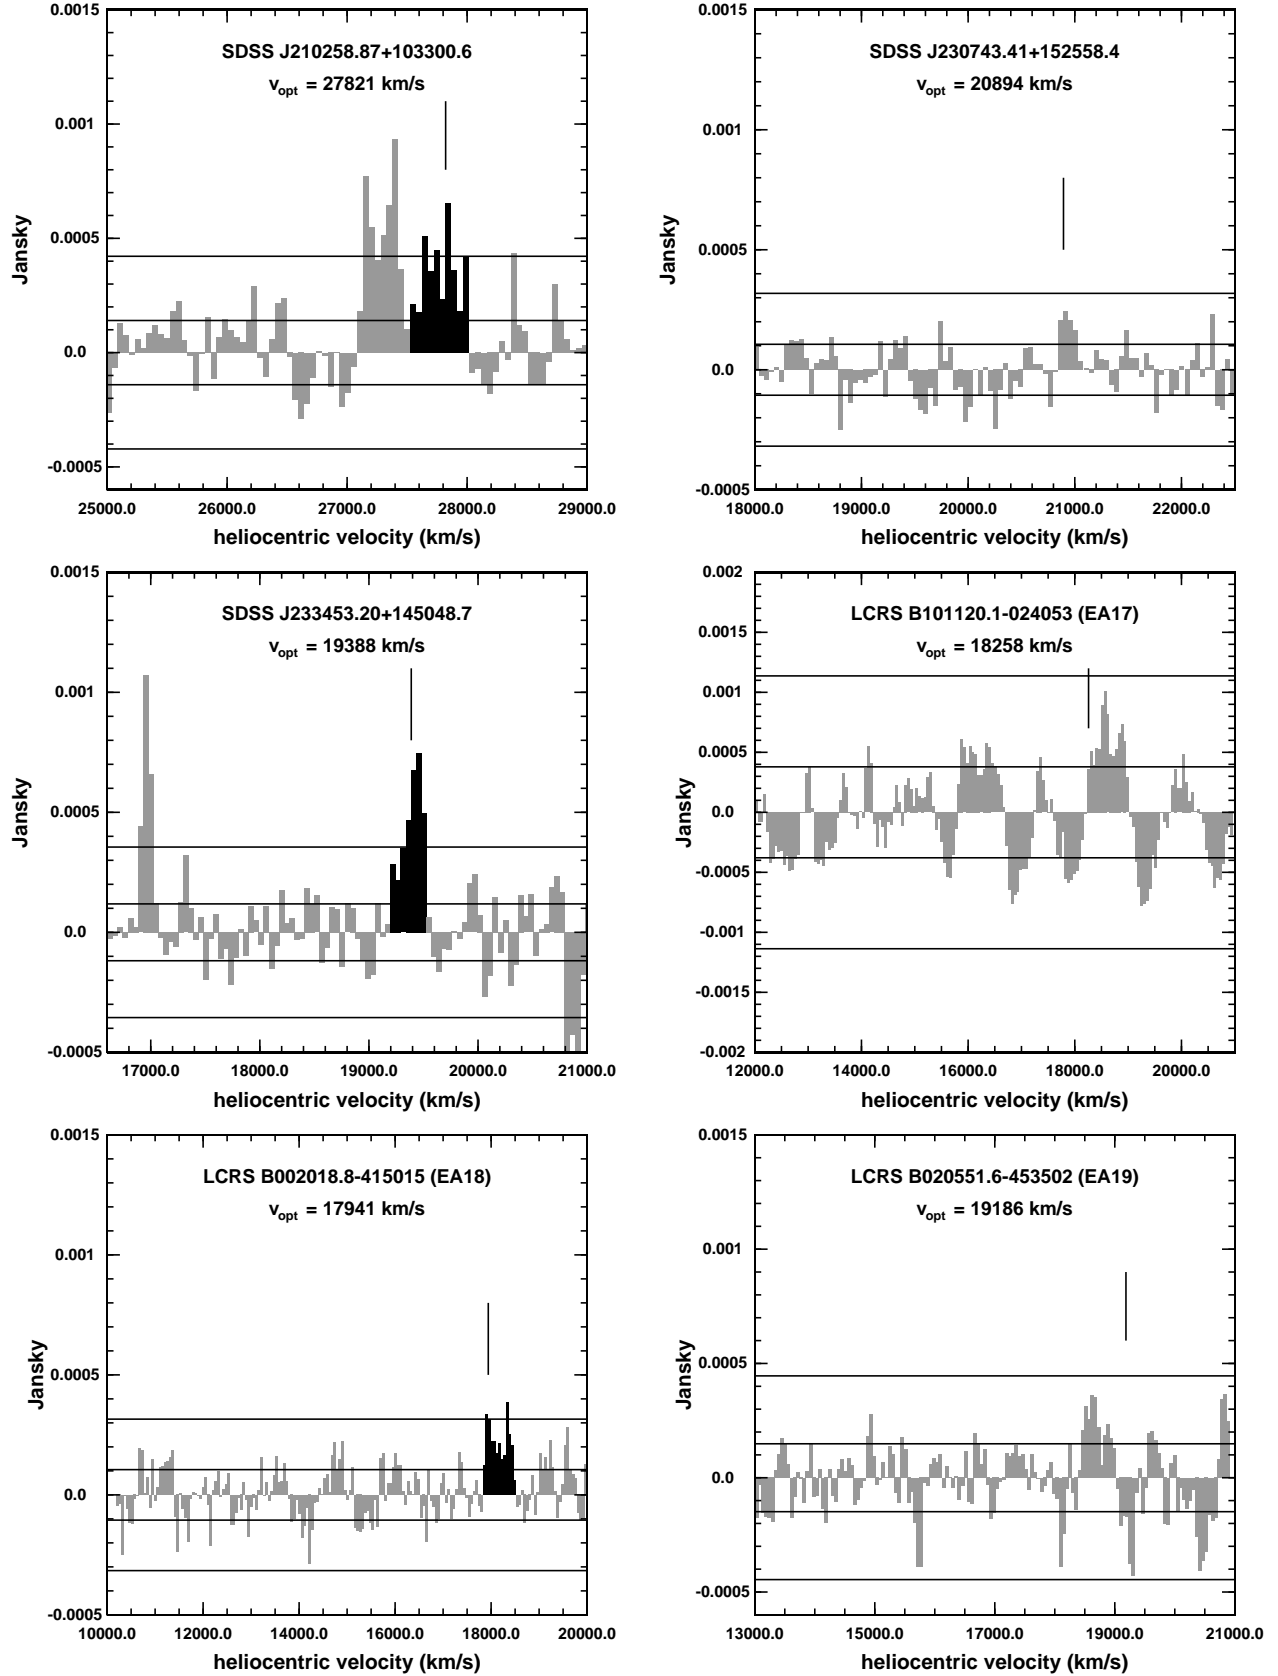 SDSS J210258.87+103300.6
v_opt = 27821 km/s
0.0015
0.001
0.0005
0.0
-0.0005
Jansky
25000.0 26000.0 27000.0 28000.0 29000.0
heliocentric velocity (km/s)
SDSS J230743.41+152558.4
v_opt = 20894 km/s
0.0015
0.001
0.0005
0.0
-0.0005
Jansky
18000.0 19000.0 20000.0 21000.0 22000.0
heliocentric velocity (km/s)
SDSS J233453.20+145048.7
v_opt = 19388 km/s
0.0015
0.001
0.0005
0.0
-0.0005
Jansky
17000.0 18000.0 19000.0 20000.0 21000.0
heliocentric velocity (km/s)
LCRS B101120.1-024053 (EA17)
v_opt = 18258 km/s
0.002
0.0015
0.001
0.0005
0.0
-0.0005
-0.001
-0.0015
-0.002
Jansky
12000.0 14000.0 16000.0 18000.0 20000.0
heliocentric velocity (km/s)
LCRS B002018.8-415015 (EA18)
v_opt = 17941 km/s
0.0015
0.001
0.0005
0.0
-0.0005
Jansky
10000.0 12000.0 14000.0 16000.0 18000.0 20000.0
heliocentric velocity (km/s)
LCRS B020551.6-453502 (EA19)
v_opt = 19186 km/s
0.0015
0.001
0.0005
0.0
-0.0005
Jansky
13000.0 15000.0 17000.0 19000.0 21000.0
heliocentric velocity (km/s)